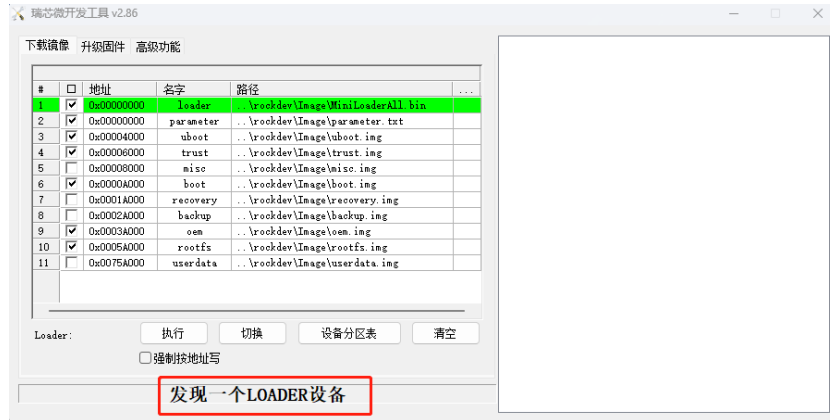 瑞芯微开发工具 v2.86
下载镜像 升级固件 高级功能
# 地址 名字 路径 ...
1 0x00000000 loader ..\rockdev\Image\MiniLoaderAll.bin
2 0x00000000 parameter ..\rockdev\Image\parameter.txt
3 0x00004000 uboot ..\rockdev\Image\uboot.img
4 0x00006000 trust ..\rockdev\Image\trust.img
5 0x00008000 misc ..\rockdev\Image\misc.img
6 0x0000A000 boot ..\rockdev\Image\boot.img
7 0x0001A000 recovery ..\rockdev\Image\recovery.img
8 0x0002A000 backup ..\rockdev\Image\backup.img
9 0x0003A000 oem ..\rockdev\Image\oem.img
10 0x0005A000 rootfs ..\rockdev\Image\rootfs.img
11 0x0075A000 userdata ..\rockdev\Image\userdata.img
Loader: 执行 切换 设备分区表 清空
强制按地址写
发现一个LOADER设备